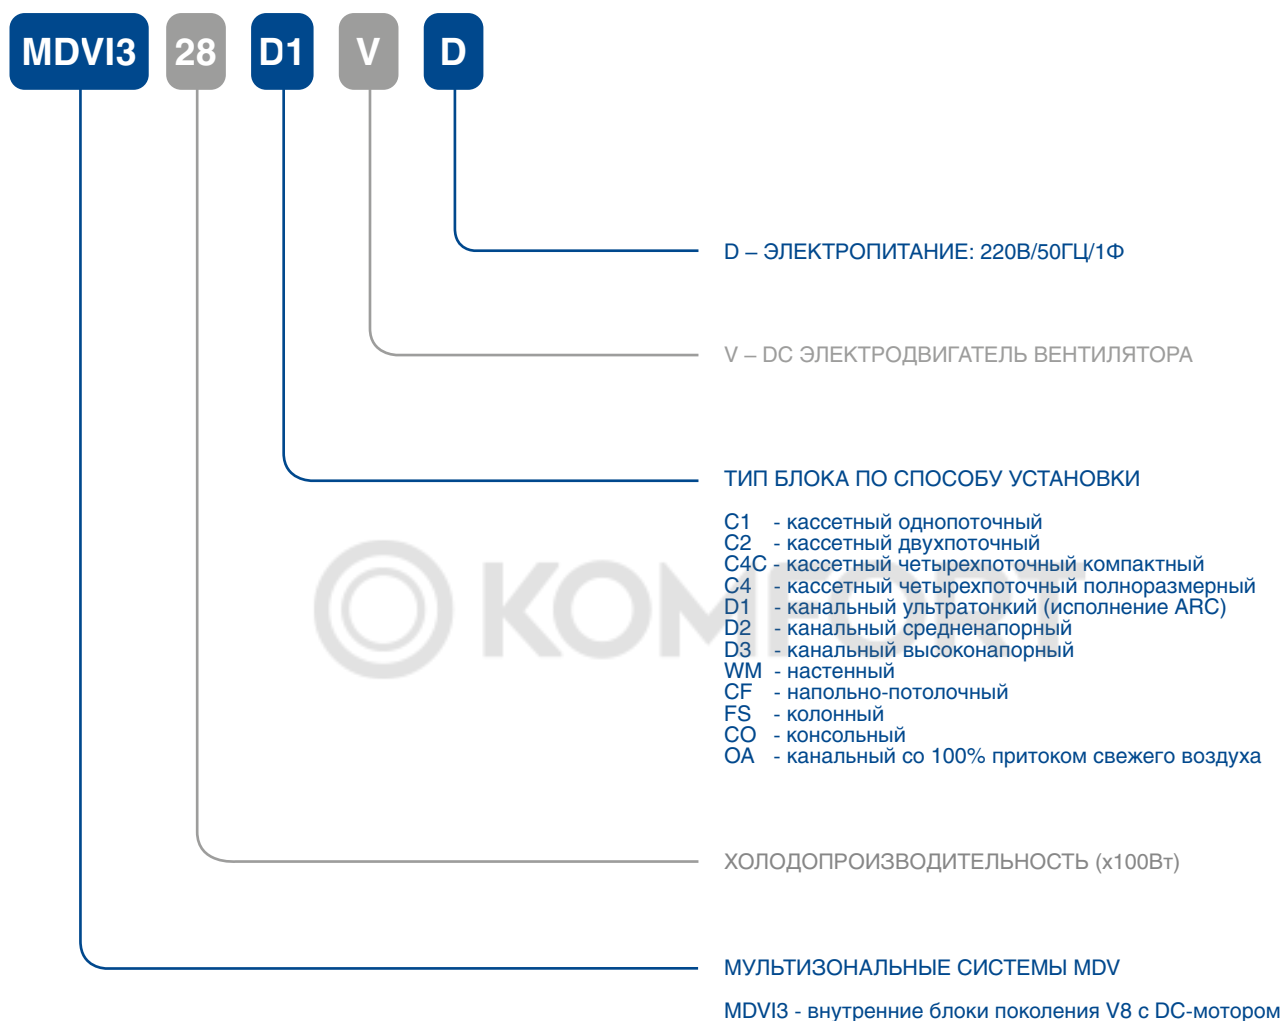 MDVI3 28 D1 V D
D – ЭЛЕКТРОПИТАНИЕ: 220В/50ГЦ/1Ф
V – DC ЭЛЕКТРОДВИГАТЕЛЬ ВЕНТИЛЯТОРА
ТИП БЛОКА ПО СПОСОБУ УСТАНОВКИ
C1 - кассетный однопоточный
C2 - кассетный двухпоточный
C4C - кассетный четырехпоточный компактный
C4 - кассетный четырехпоточный полноразмерный
D1 - канальный ультратонкий (исполнение ARC)
D2 - канальный средненапорный
D3 - канальный высоконапорный
WM - настенный
CF - напольно-потолочный
FS - колонный
CO - консольный
OA - канальный со 100% притоком свежего воздуха
KOMFORT
ХОЛОДОПРОИЗВОДИТЕЛЬНОСТЬ (х100Вт)
МУЛЬТИЗОНАЛЬНЫЕ СИСТЕМЫ MDV
MDVI3 - внутренние блоки поколения V8 с DC-мотором